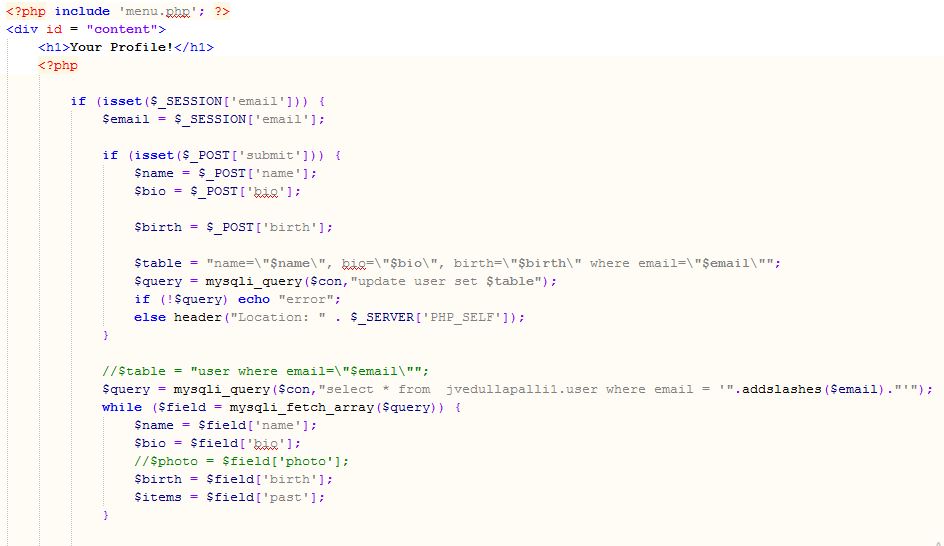 <?php include 'menu.php'; ?>
<div id = "content">
<h1>Your Profile!</h1>
<?php
if (isset($_SESSION['email'])) {
$email = $_SESSION['email'];
if (isset($_POST['submit'])) {
$name = $_POST['name'];
$bio = $_POST['bio'];
$birth = $_POST['birth'];
$table = "name=\"$name\", bio=\"$bio\", birth=\"$birth\" where email=\"$email\"";
$query = mysqli_query($con,"update user set $table");
if (!$query) echo "error";
else header("Location: " . $_SERVER['PHP_SELF']);
}
//$table = "user where email=\"$email\"";
$query = mysqli_query($con,"select * from  jvedullapalli1.user where email = '".addslashes($email)."'");
while ($field = mysqli_fetch_array($query)) {
$name = $field['name'];
$bio = $field['bio'];
//$photo = $field['photo'];
$birth = $field['birth'];
$items = $field['past'];
}